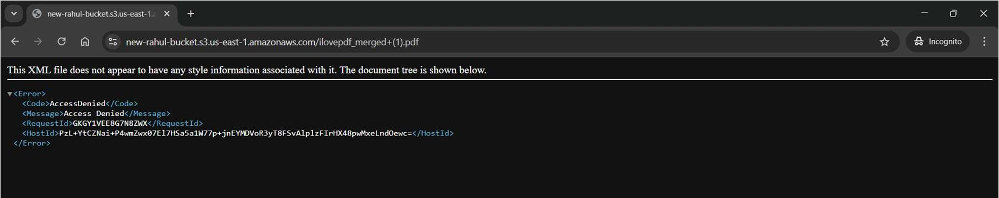 new-rahul-bucket.s3.us-east-1.a
new-rahul-bucket.s3.us-east-1.amazonaws.com/ilovepdf_merged+(1).pdf
Incognito
This XML file does not appear to have any style information associated with it. The document tree is shown below.
▼<Error>
<Code>AccessDenied</Code>
<Message>Access Denied</Message>
<RequestId>GKGY1VEE8G7N8ZWX</RequestId>
<HostId>PzL+YtCZNai+P4wmZwx07El7HSa5a1W77p+jnEYMDVoR3yT8FSvAlplzFIrHX48pwMxeLndOewc=</HostId>
</Error>